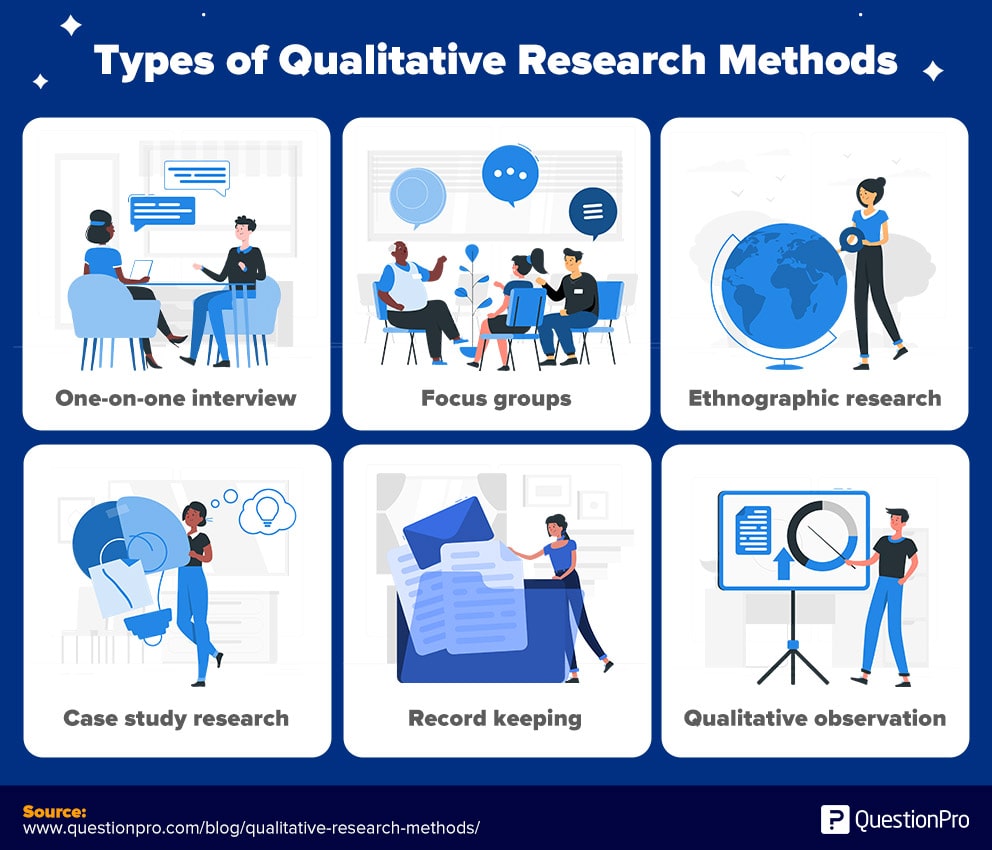 Types of Qualitative Research Methods
One-on-one interview
Focus groups
Ethnographic research
Case study research
Record keeping
Qualitative observation
Source:
www.questionpro.com/blog/qualitative-research-methods/
QuestionPro